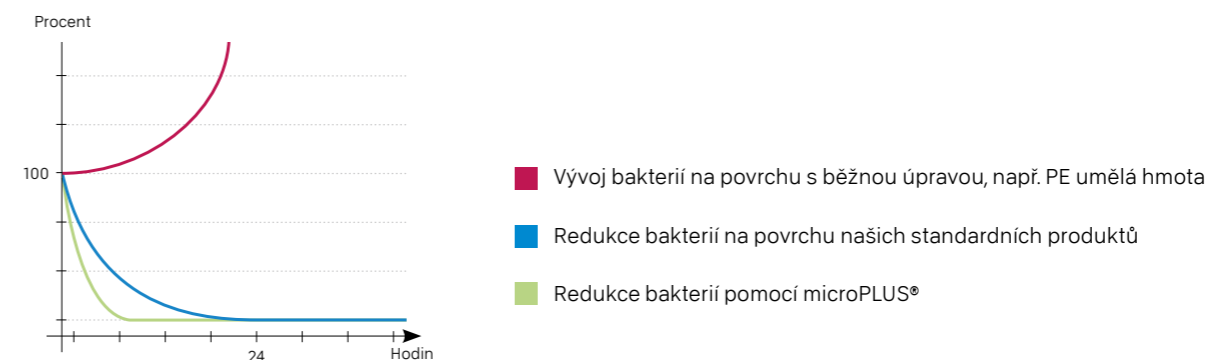 Procent
100
24
Hodin
Vývoj bakterií na povrchu s běžnou úpravou, např. PE umělá hmota
Redukce bakterií na povrchu našich standardních produktů
Redukce bakterií pomocí microPLUS®